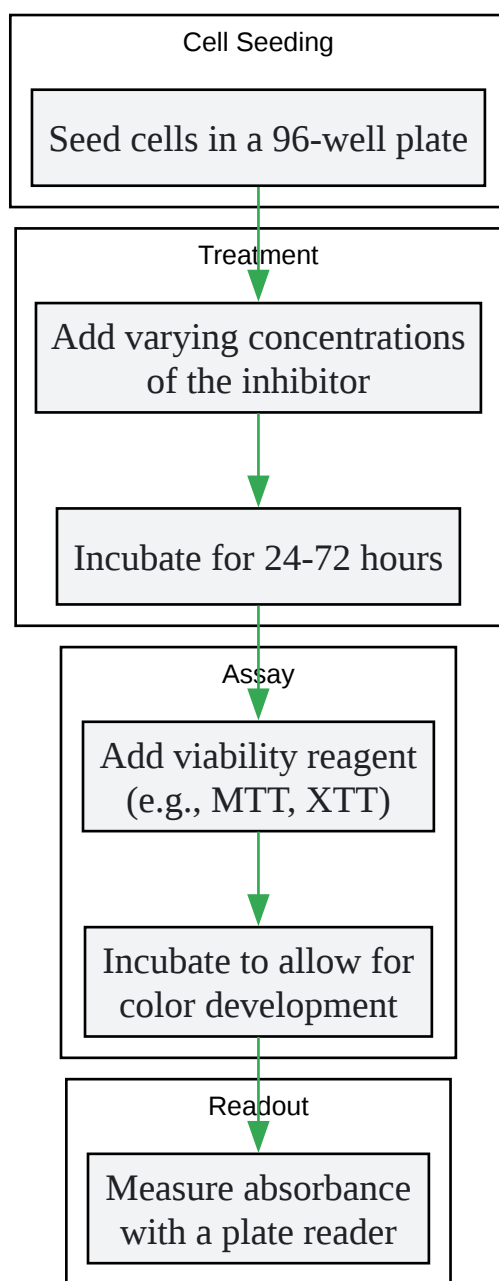 Cell Seeding
Seed cells in a 96-well plate
Treatment
Add varying concentrations
of the inhibitor
Incubate for 24-72 hours
Assay
Add viability reagent
(e.g., MTT, XTT)
Incubate to allow for
color development
Readout
Measure absorbance
with a plate reader